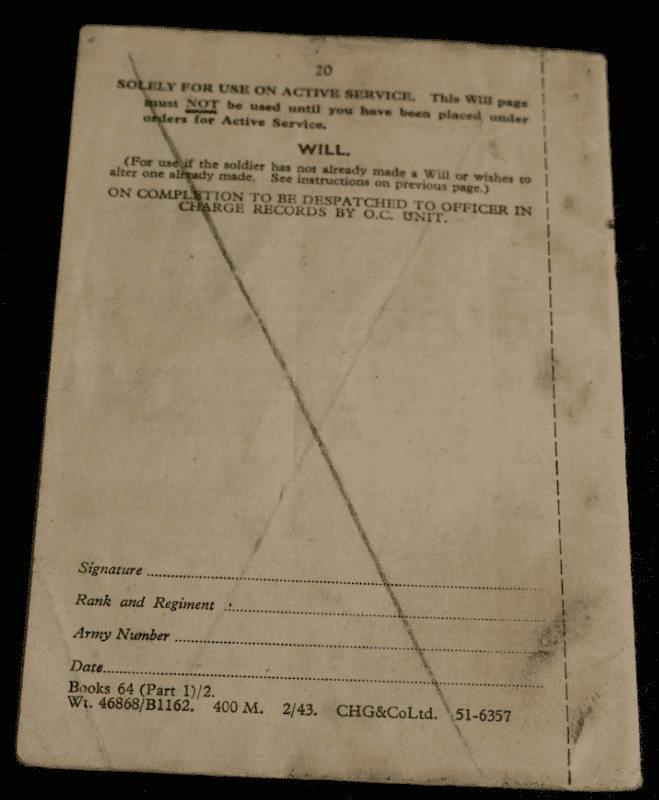 20
SOLELY FOR USE ON ACTIVE SERVICE. This Will page
must NOT be used until you have been placed under
orders for Active Service.
WILL.
(For use if the soldier has not already made a Will or wishes to
alter one already made. See instructions on previous page.)
ON COMPLETION TO BE DESPATCHED TO OFFICER IN
CHARGE RECORDS BY O.C. UNIT.
Signature
Rank and Regiment
Army Number
Date
Books 64 (Part 1)/2.
Wt. 46868/B1162. 400 M. 2/43. CHG&CoLtd. 51-6357